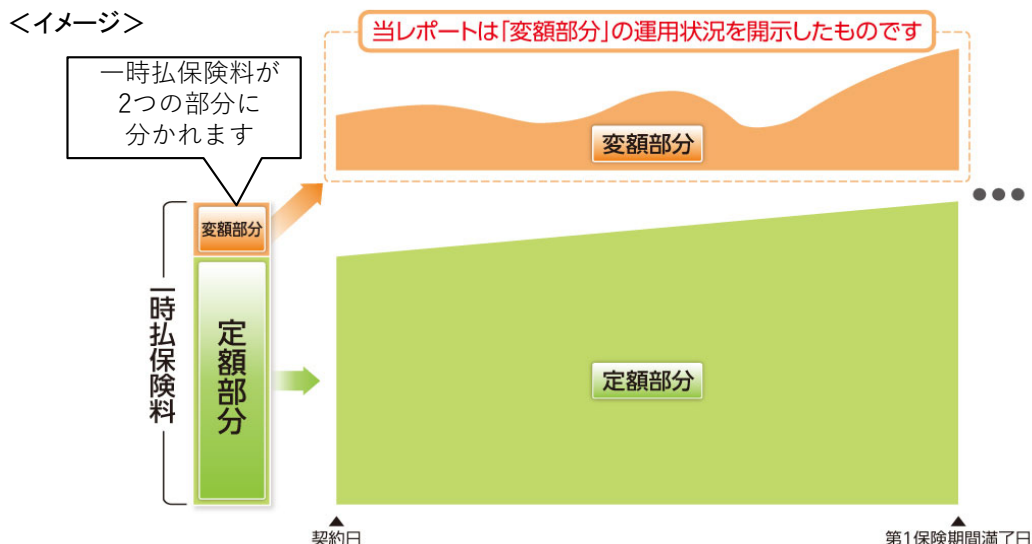 ＜イメージ＞
当レポートは｢変額部分｣の運用状況を開示したものです
一時払保険料が
2つの部分に
分かれます
変額部分
変額部分
一時払保険料
定額部分
定額部分
契約日
第1保険期間満了日